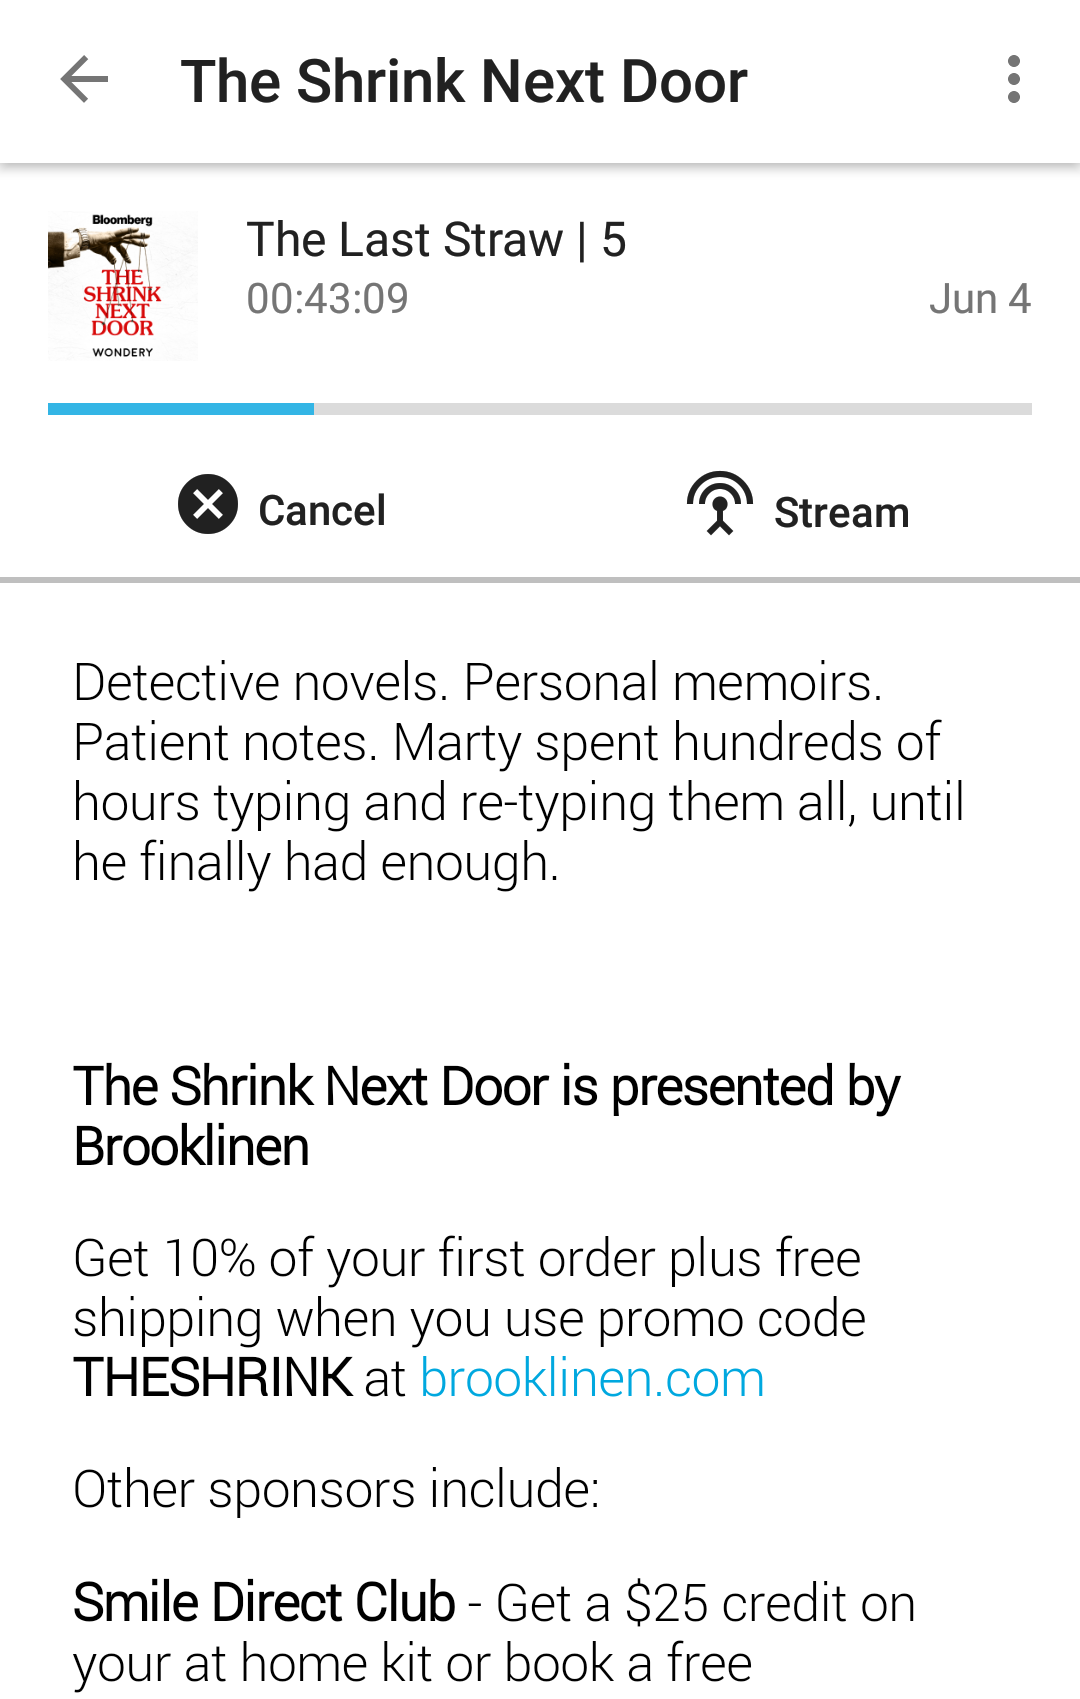 The Shrink Next Door
Bloomberg
THE
SHRINK
NEXT
DOOR
WONDERY
The Last Straw | 5
00:43:09
Jun 4
Cancel
Stream
Detective novels. Personal memoirs.
Patient notes. Marty spent hundreds of
hours typing and re-typing them all, until
he finally had enough.
The Shrink Next Door is presented by
Brooklinen
Get 10% of your first order plus free
shipping when you use promo code
THESHRINK at brooklinen.com
Other sponsors include:
Smile Direct Club - Get a $25 credit on
your at home kit or book a free